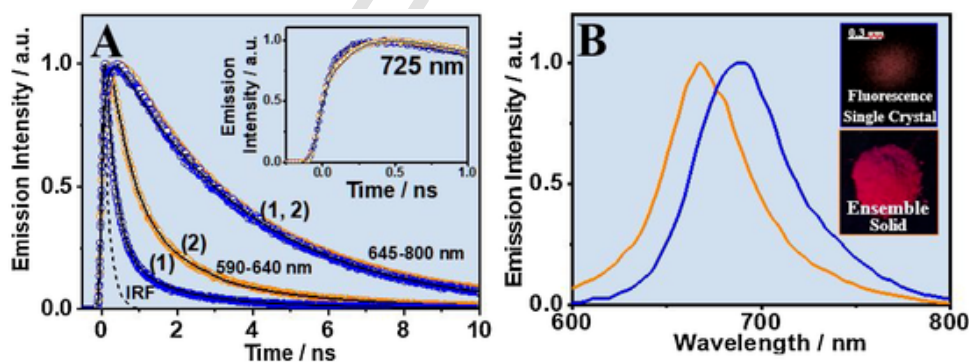 A
Emission Intensity / a.u.
1.0
0.5
0.0
0
2
4
6
8
10
Time / ns
(1)
(2)
(1, 2)
590-640 nm
645-800 nm
IRF
Emission
Intensity / a.u.
1.0
0.5
0.0
0.0
0.5
1.0
Time / ns
725 nm
B
Emission Intensity / a.u.
1.0
0.5
0.0
600
700
800
Wavelength / nm
Fluorescence
Single Crystal
Ensemble
Solid